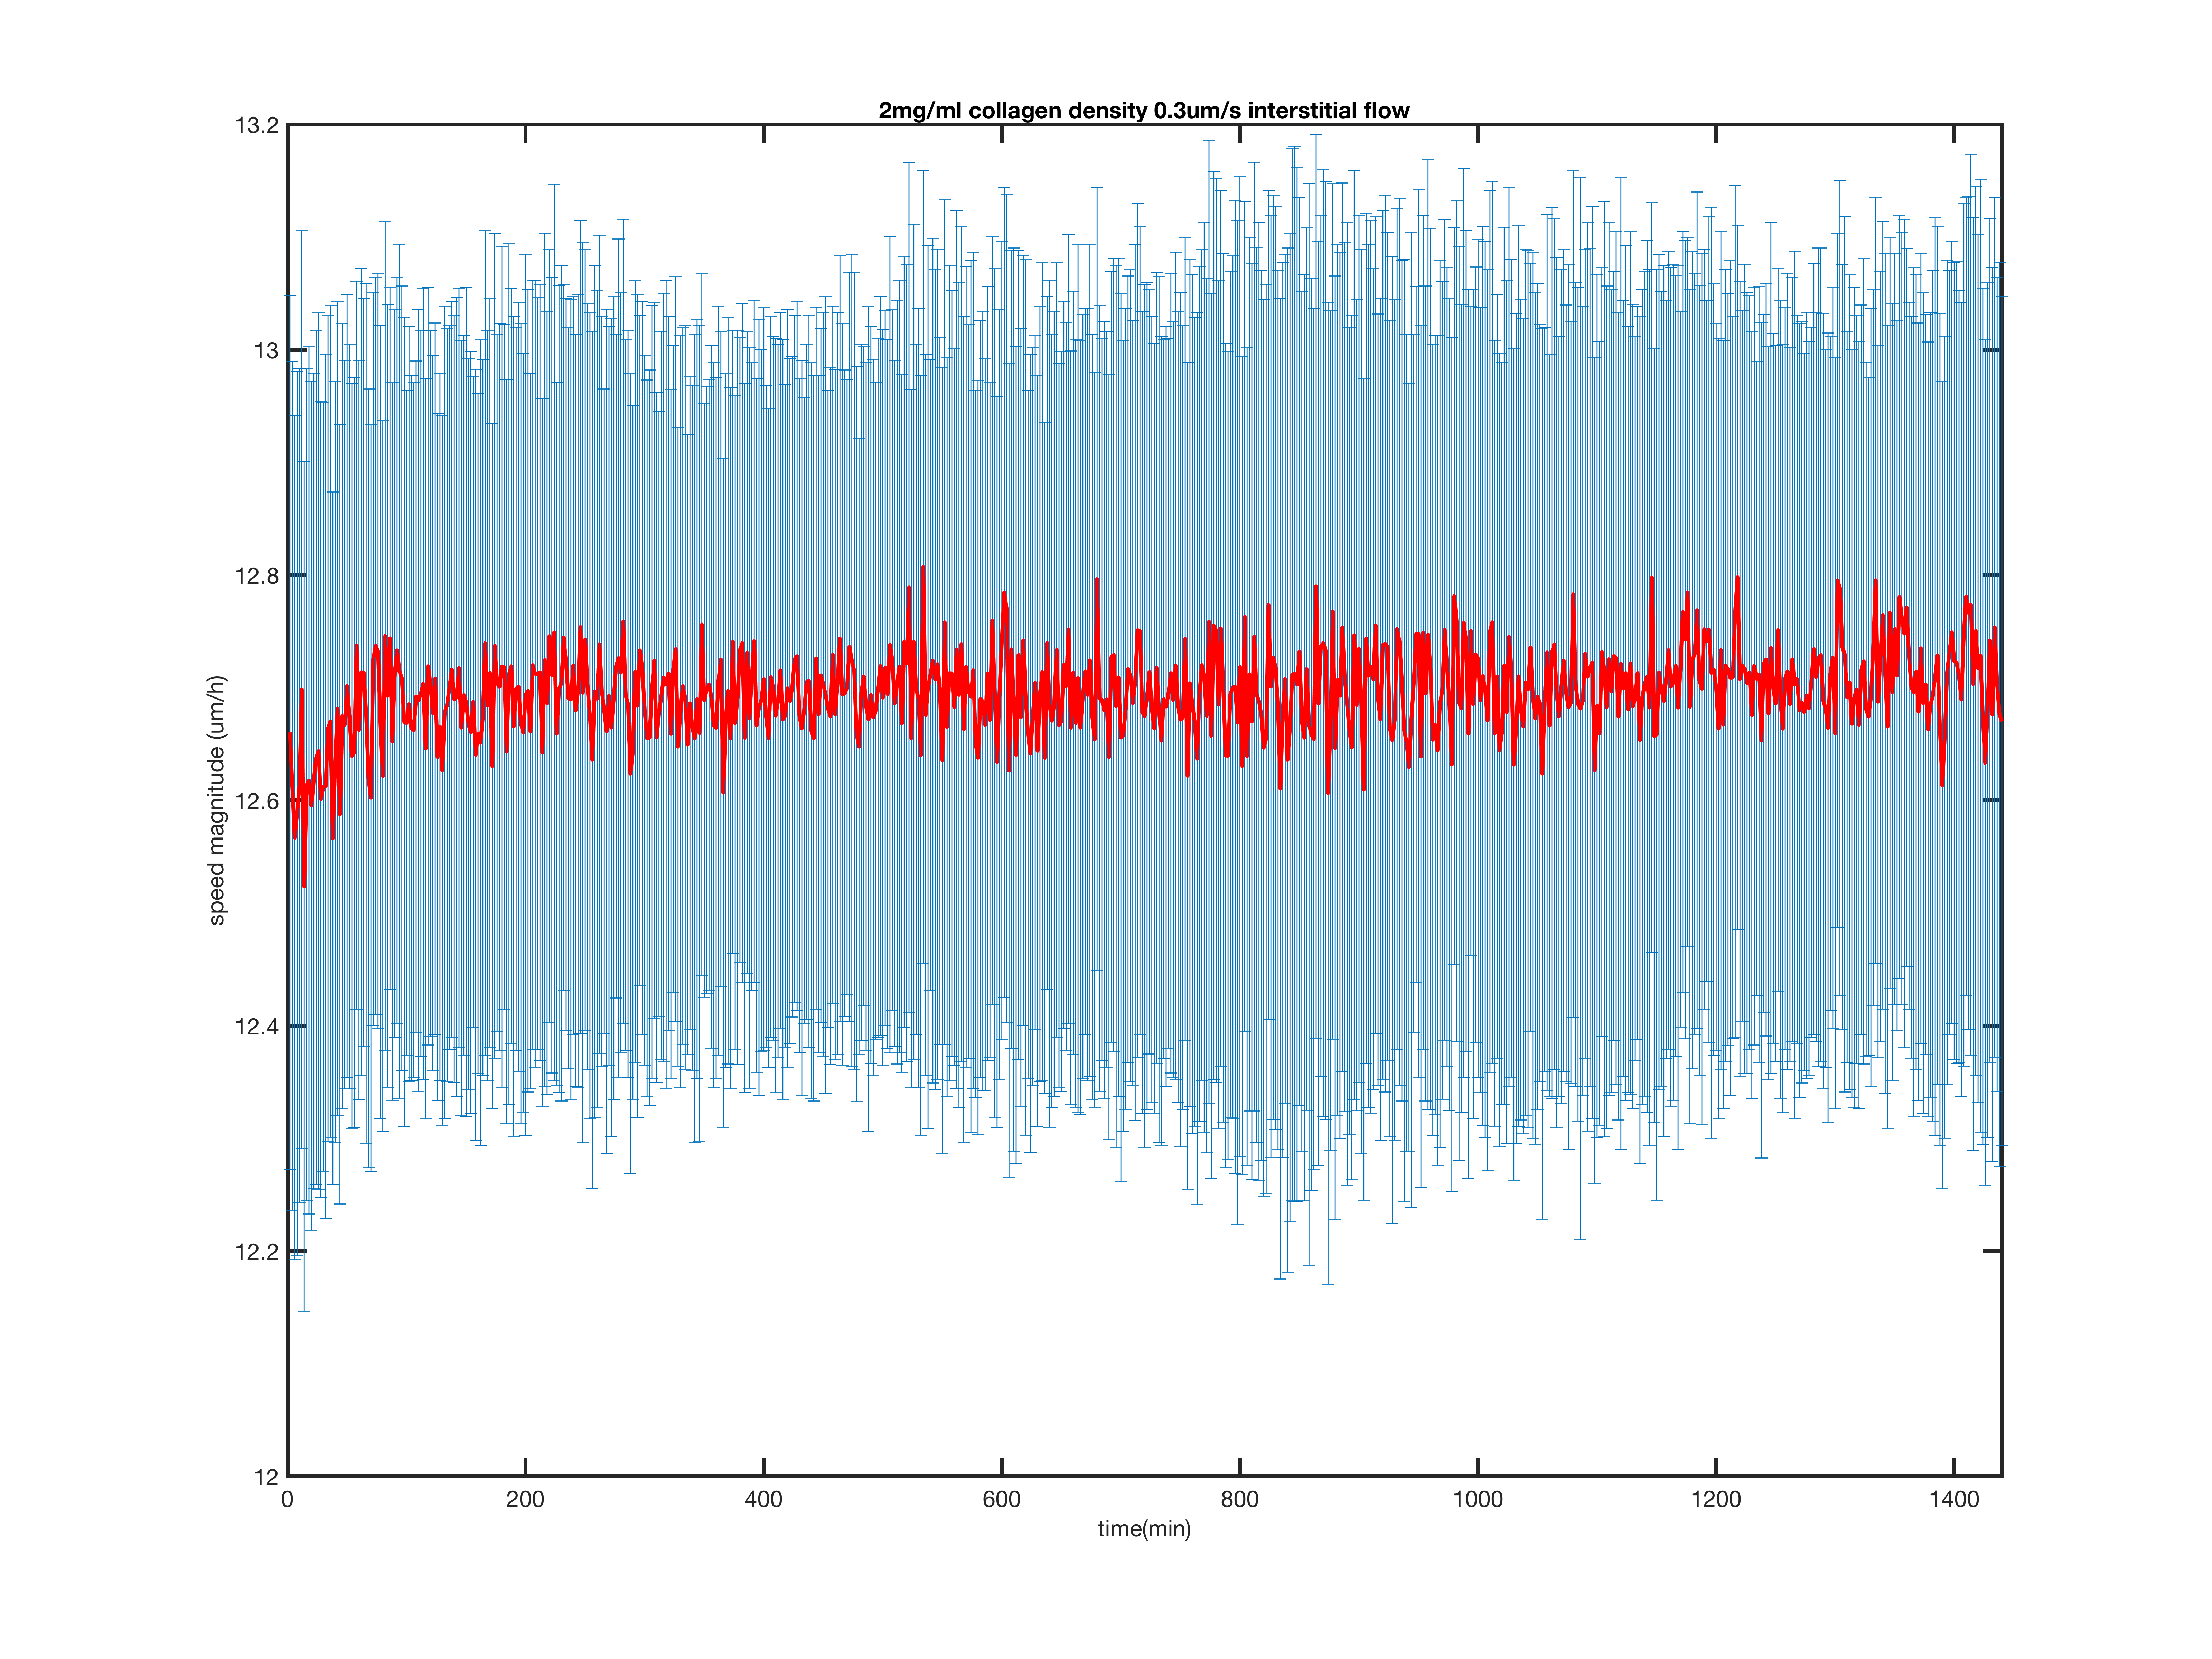 2mg/ml collagen density 0.3um/s interstitial flow
13.2
13
12.8
12.6
12.4
12.2
12
speed magnitude (um/h)
0 200 400 600 800 1000 1200 1400
time(min)